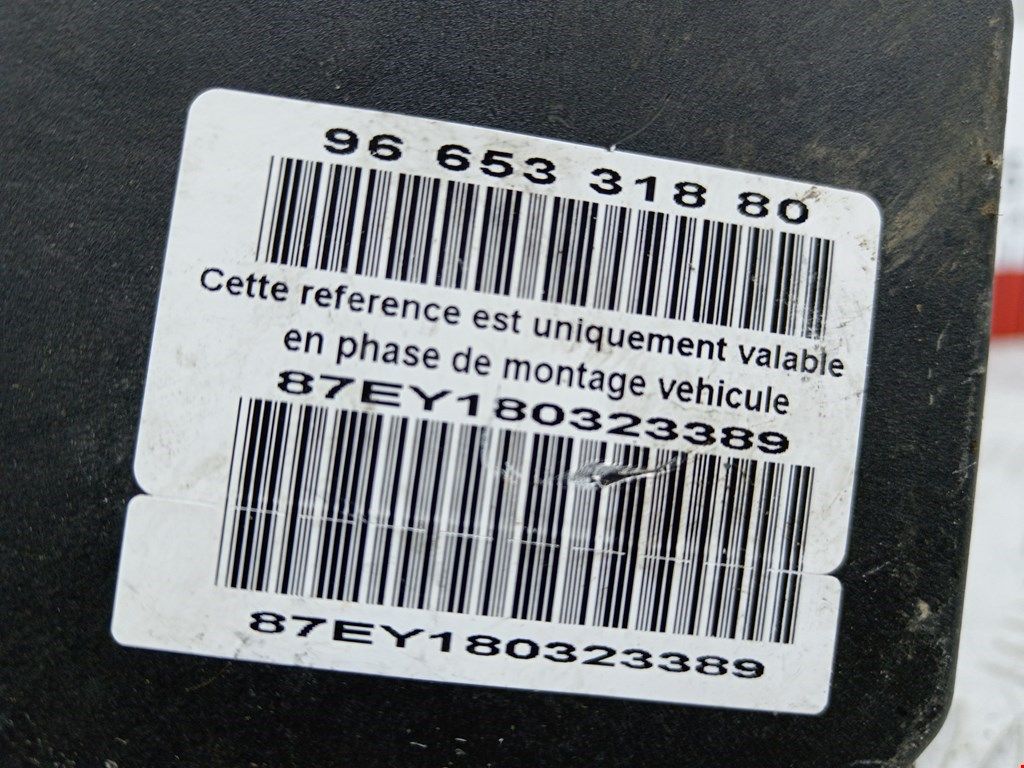 96 653 318 80
Cette reference est uniquement valable
en phase de montage vehicule
87EY180323389
87EY180323389